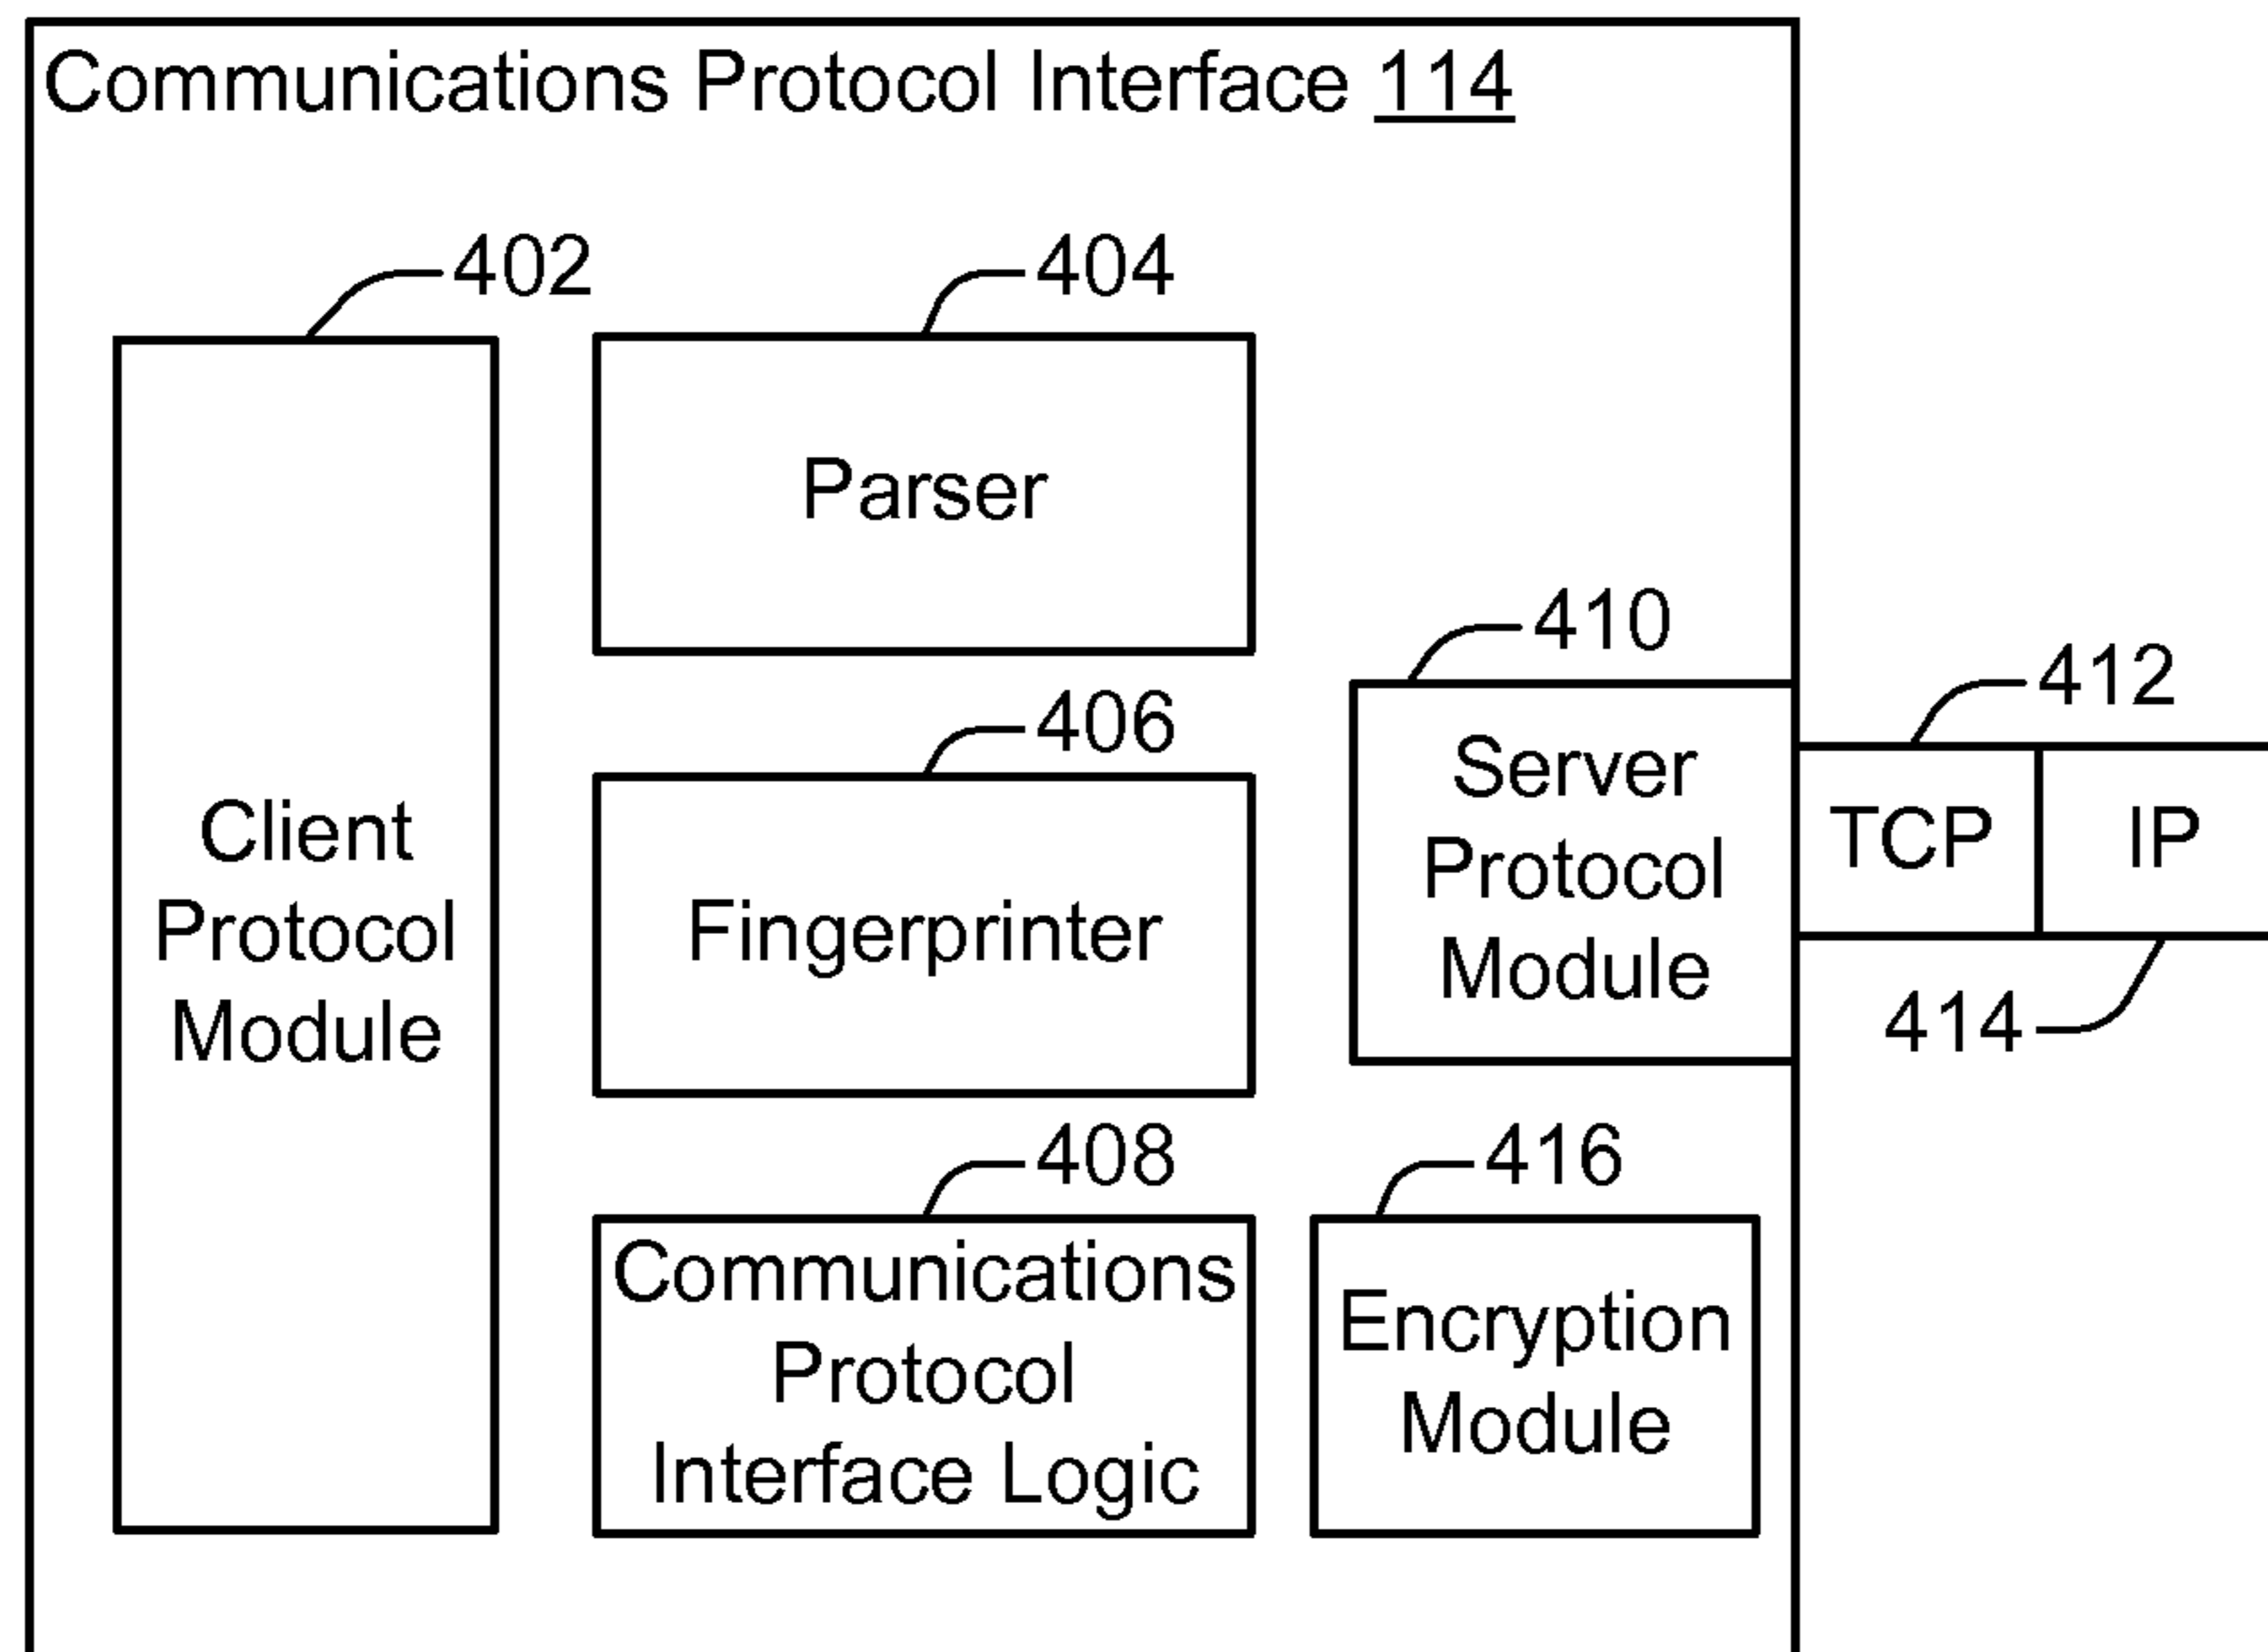 Communications Protocol Interface 114
402
404
Parser
410
412
406
Client
Protocol
Module
Fingerprinter
Server
Protocol
Module
TCP
IP
414
408
416
Communications
Protocol
Interface Logic
Encryption
Module